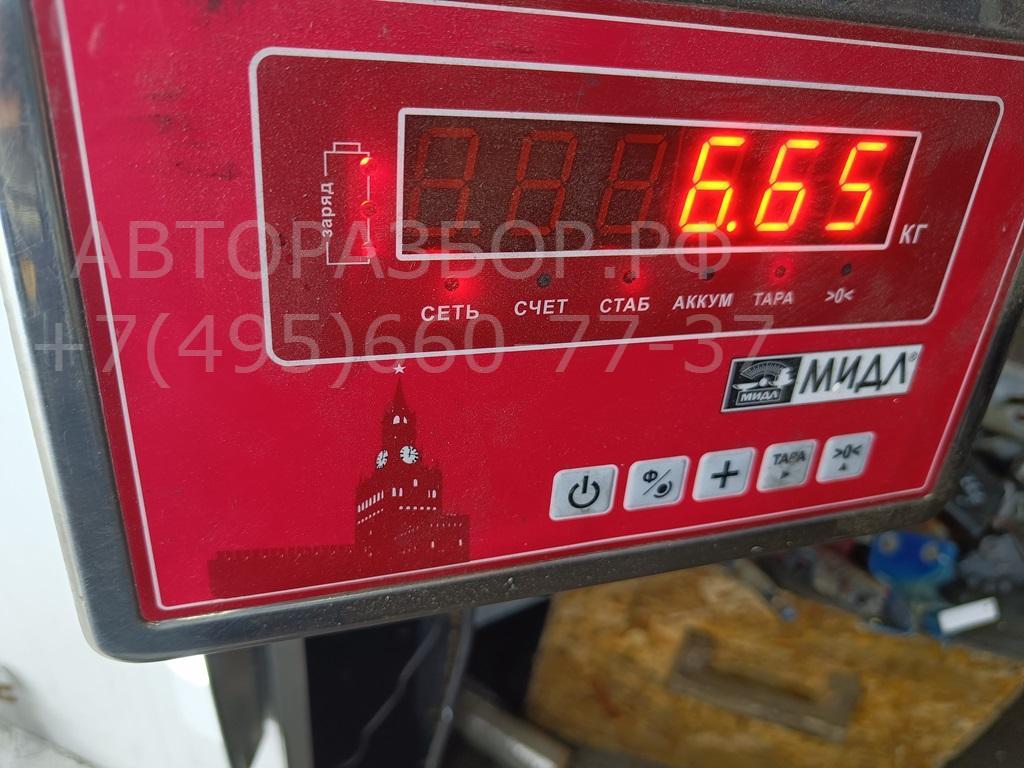 6.65
КГ
заряд
АВТОРАЗБОР.РФ
СЕТЬ СЧЕТ СТАБ АККУМ ТАРА >0<
+7(495)660-77-37
МИДЛ МИДЛ®
Ф ТАРА >0<